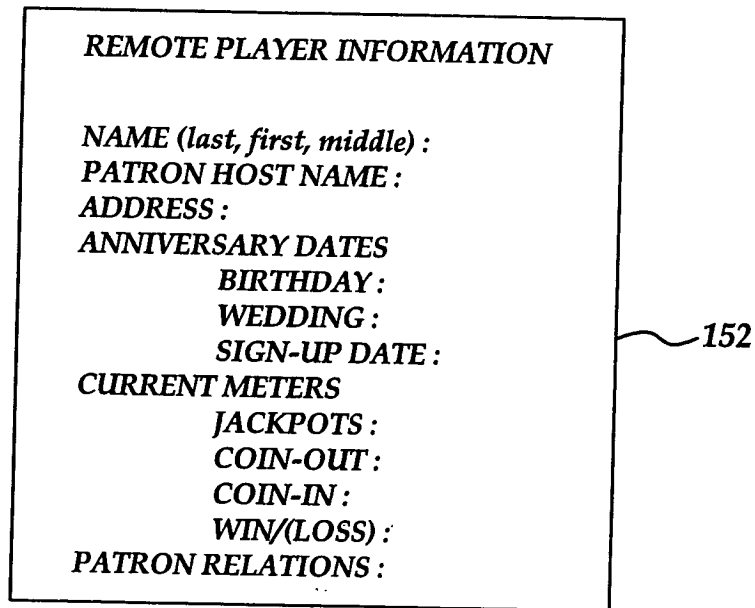 REMOTE PLAYER INFORMATION
NAME (last, first, middle) :
PATRON HOST NAME :
ADDRESS :
ANNIVERSARY DATES
BIRTHDAY :
WEDDING :
SIGN-UP DATE :
152
CURRENT METERS
JACKPOTS :
COIN-OUT :
COIN-IN :
WIN/(LOSS) :
PATRON RELATIONS :